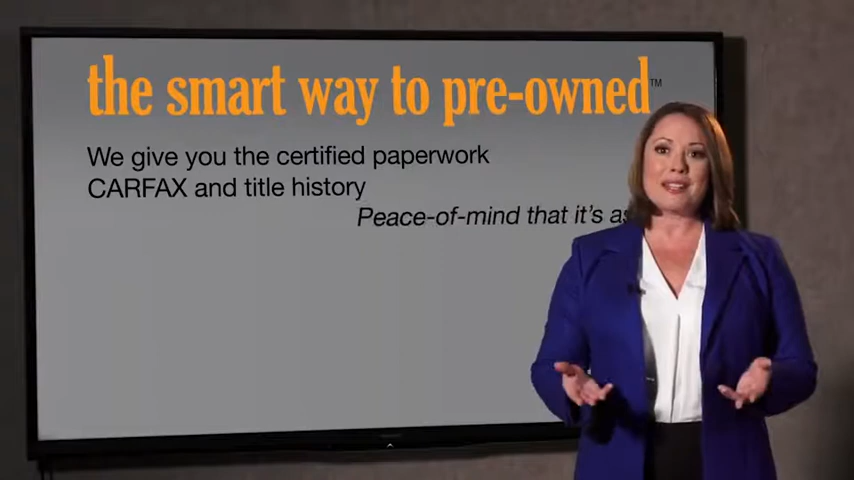 the smart way to pre-owned™
We give you the certified paperwork
CARFAX and title history
Peace-of-mind that it's as